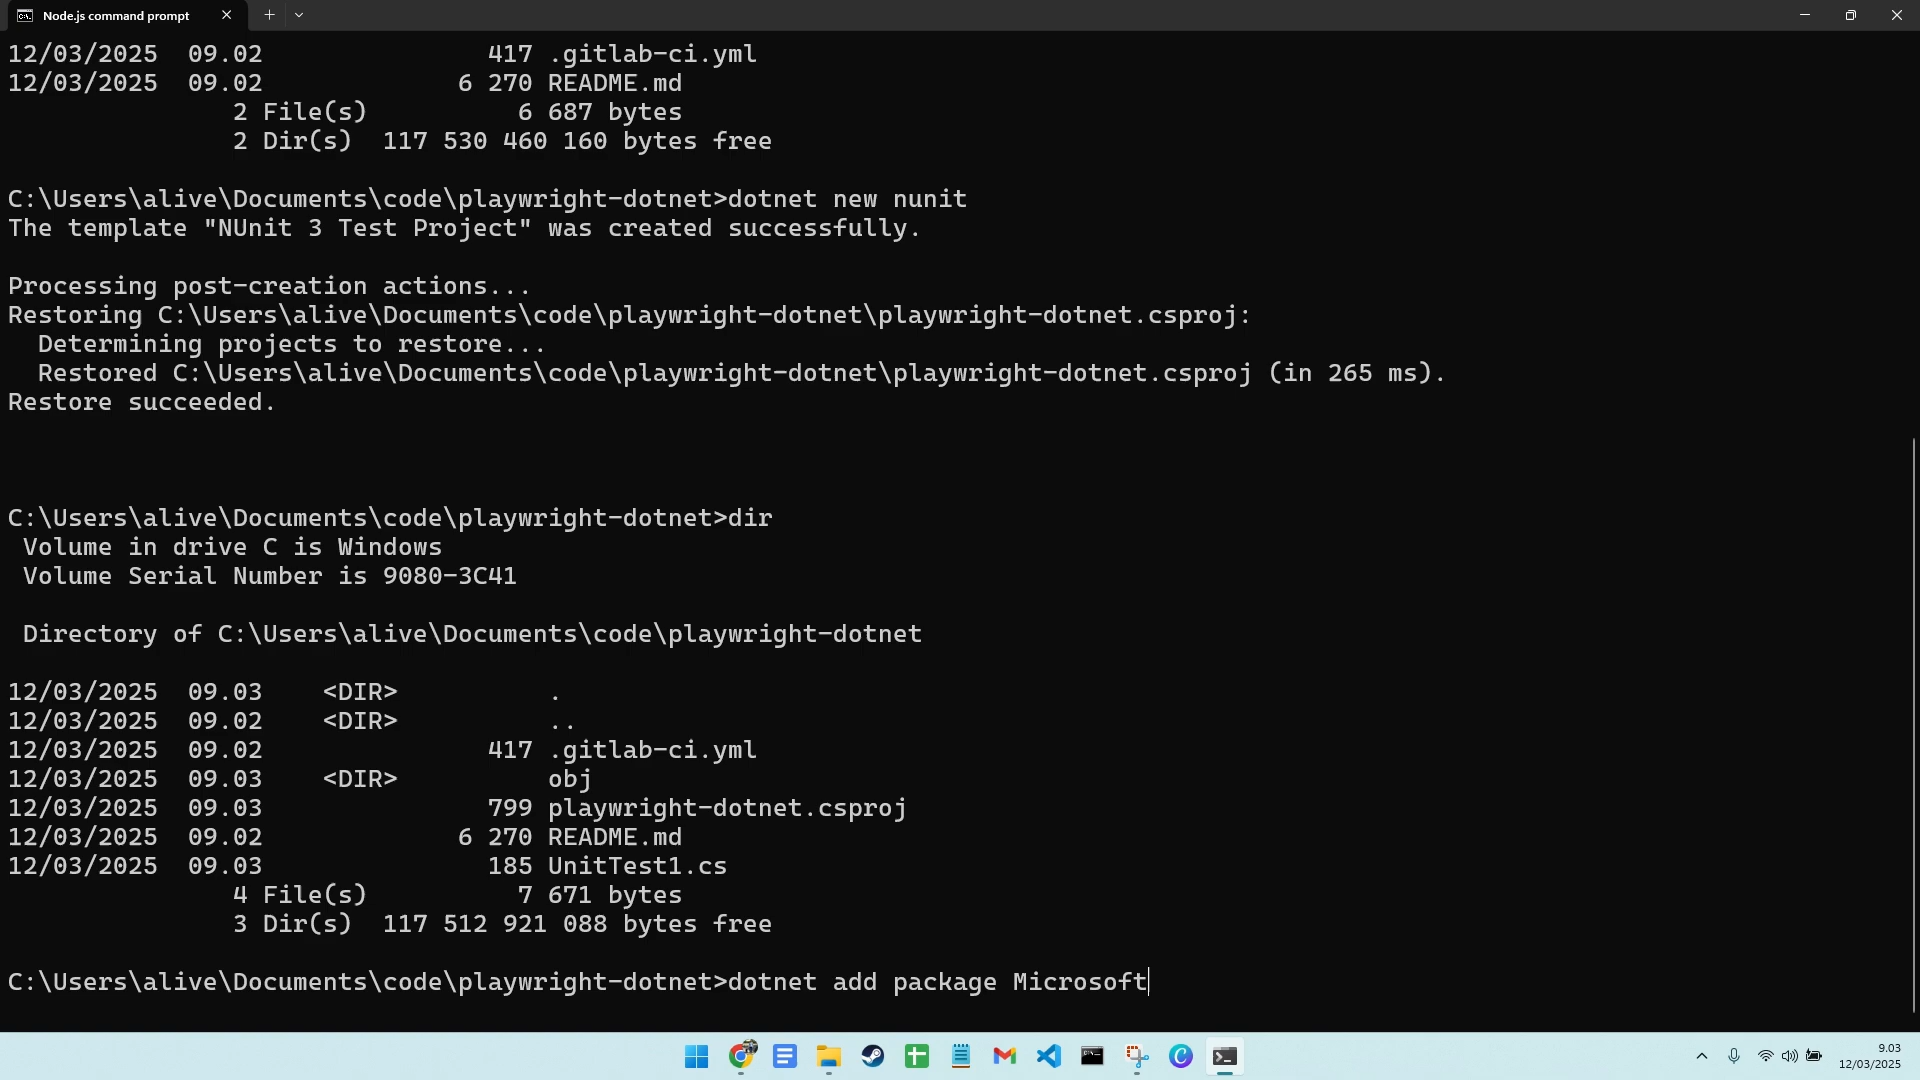 Node.js command prompt
12/03/2025  09.02               417 .gitlab-ci.yml
12/03/2025  09.02             6 270 README.md
               2 File(s)          6 687 bytes
               2 Dir(s)  117 530 460 160 bytes free
C:\Users\alive\Documents\code\playwright-dotnet>dotnet new nunit
The template "NUnit 3 Test Project" was created successfully.
Processing post-creation actions...
Restoring C:\Users\alive\Documents\code\playwright-dotnet\playwright-dotnet.csproj:
  Determining projects to restore...
  Restored C:\Users\alive\Documents\code\playwright-dotnet\playwright-dotnet.csproj (in 265 ms).
Restore succeeded.
C:\Users\alive\Documents\code\playwright-dotnet>dir
 Volume in drive C is Windows
 Volume Serial Number is 9080-3C41
 Directory of C:\Users\alive\Documents\code\playwright-dotnet
12/03/2025  09.03    <DIR>          .
12/03/2025  09.02    <DIR>          ..
12/03/2025  09.02               417 .gitlab-ci.yml
12/03/2025  09.03    <DIR>          obj
12/03/2025  09.03               799 playwright-dotnet.csproj
12/03/2025  09.02             6 270 README.md
12/03/2025  09.03               185 UnitTest1.cs
               4 File(s)          7 671 bytes
               3 Dir(s)  117 512 921 088 bytes free
C:\Users\alive\Documents\code\playwright-dotnet>dotnet add package Microsoft
9.03
12/03/2025